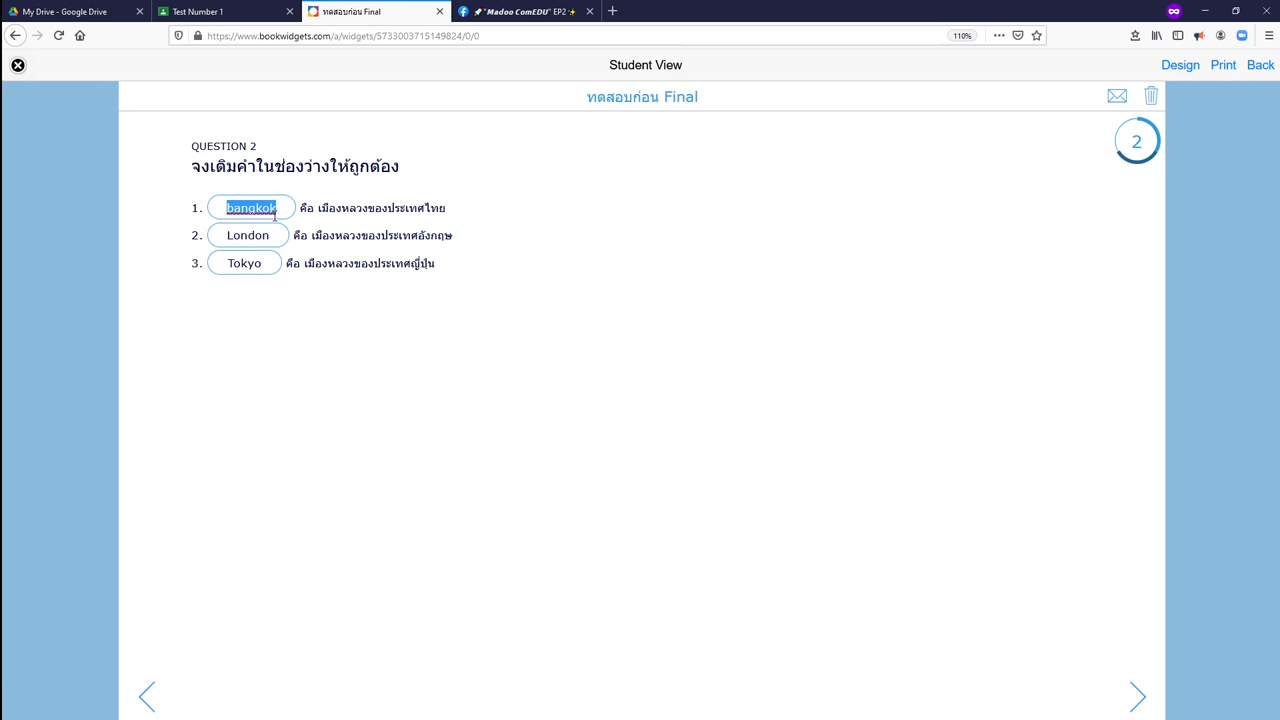 My Drive - Google Drive
Test Number 1
ทดสอบก่อน Final
"Madoo ComEDU" EP2
https://www.bookwidgets.com/a/widgets/5733003715149824/0/0
110%
Student View
Design Print Back
ทดสอบก่อน Final
2
QUESTION 2
จงเติมคำในช่องว่างให้ถูกต้อง
1. bangkok คือ เมืองหลวงของประเทศไทย
2. London คือ เมืองหลวงของประเทศอังกฤษ
3. Tokyo คือ เมืองหลวงของประเทศญี่ปุ่น